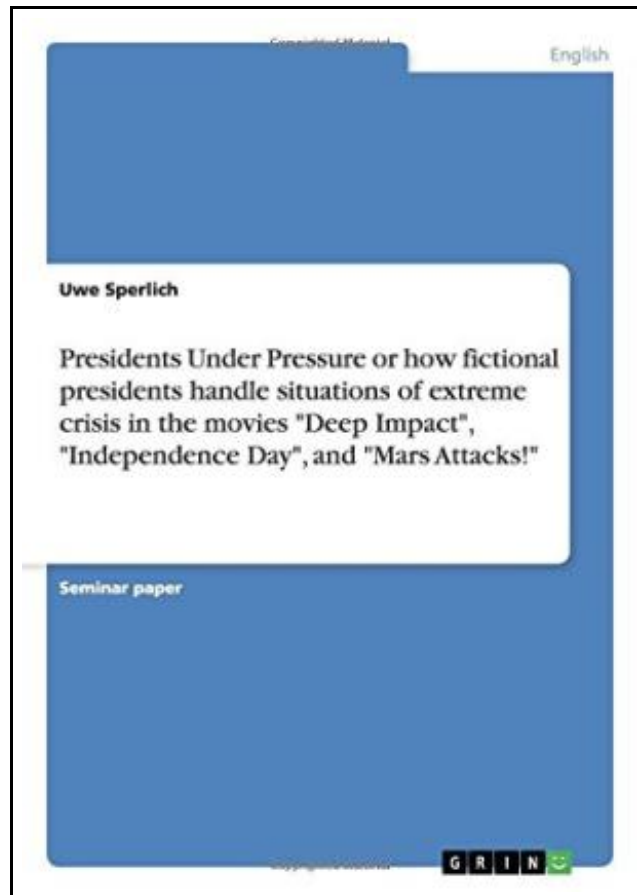 English
Uwe Sperlich
Presidents Under Pressure or how fictional
presidents handle situations of extreme
crisis in the movies "Deep Impact",
"Independence Day", and "Mars Attacks!"
Seminar paper
GRIN